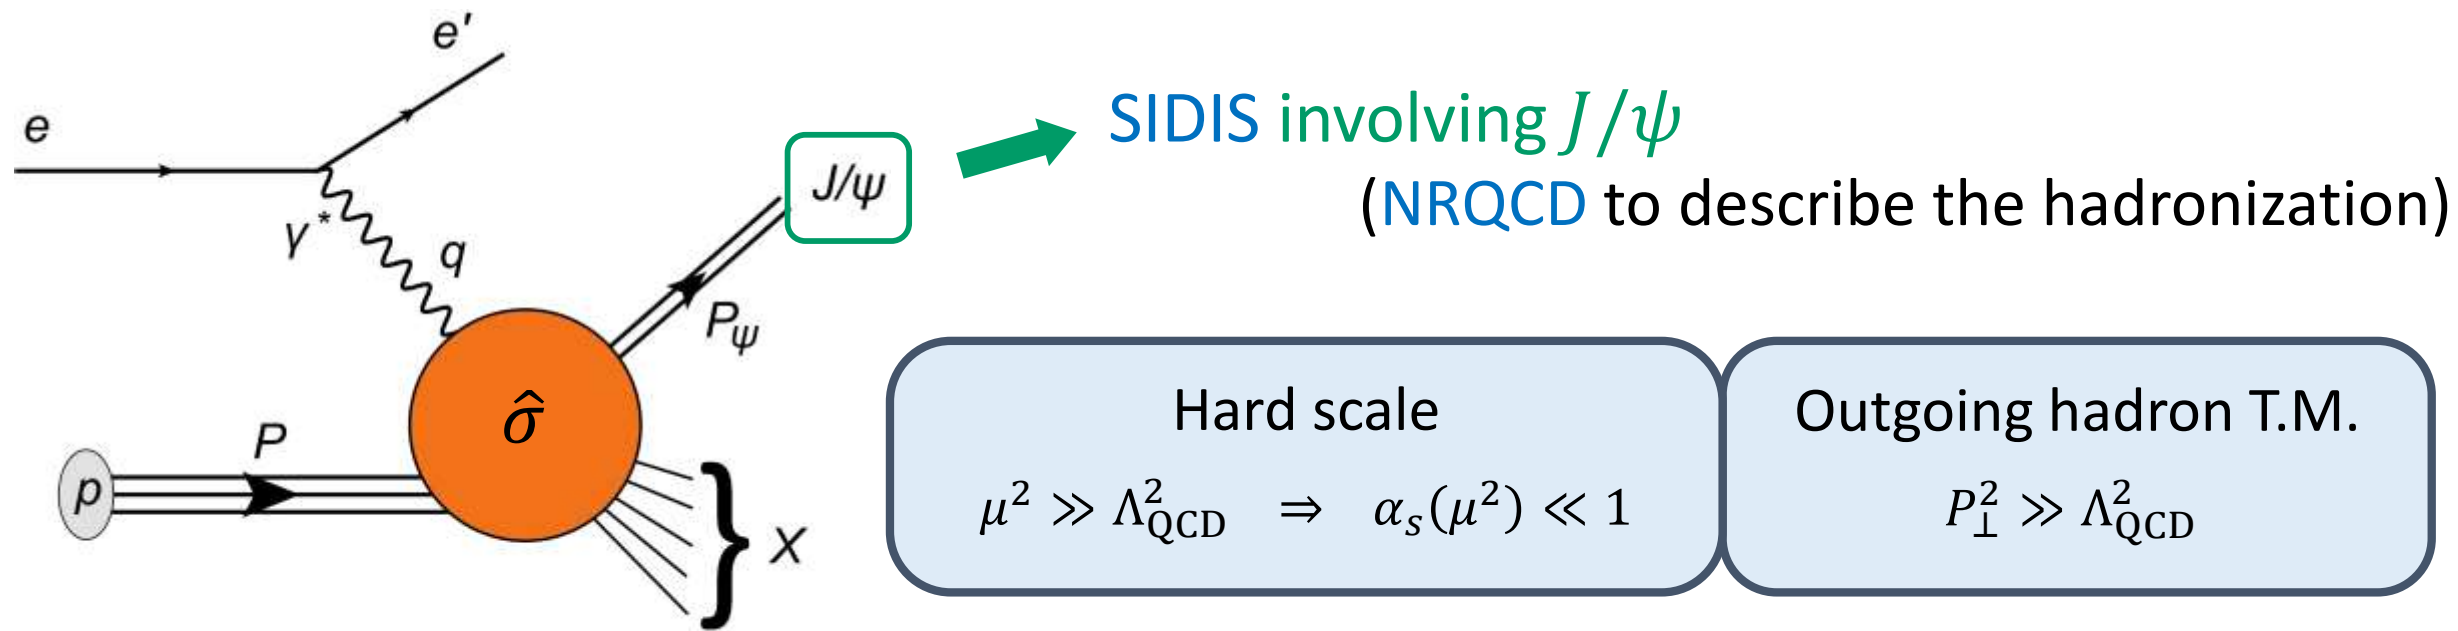 e
e′
γ*
q
J/ψ
P_ψ
σ̂
p
P
X
SIDIS involving J/ψ
(NRQCD to describe the hadronization)
Hard scale
μ² ≫ Λ²_QCD ⇒ α_s(μ²) ≪ 1
Outgoing hadron T.M.
P²_⊥ ≫ Λ²_QCD